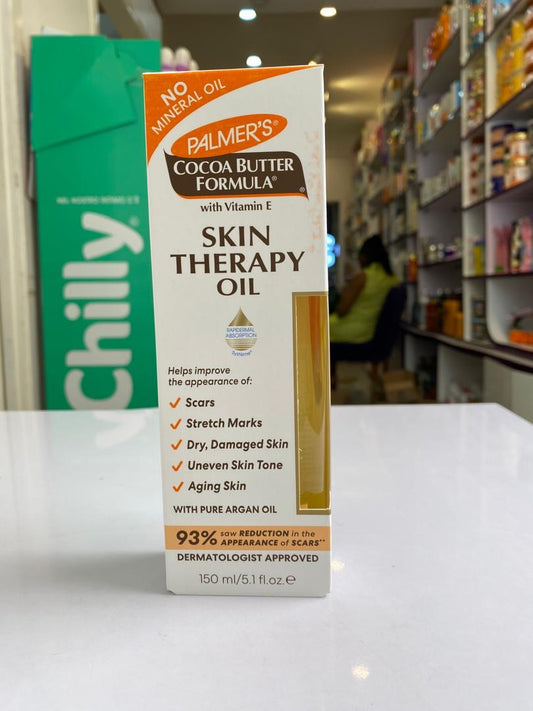 NO
MINERAL OIL
PALMER'S®
COCOA BUTTER
FORMULA®
with Vitamin E
SKIN
THERAPY
OIL
RAPIDERMAL
ABSORPTION
Helps improve
the appearance of:
✓ Scars
✓ Stretch Marks
✓ Dry, Damaged Skin
✓ Uneven Skin Tone
✓ Aging Skin
WITH PURE ARGAN OIL
93% saw REDUCTION in the
APPEARANCE of SCARS**
DERMATOLOGIST APPROVED
150 ml/5.1 fl.oz.℮
Chilly